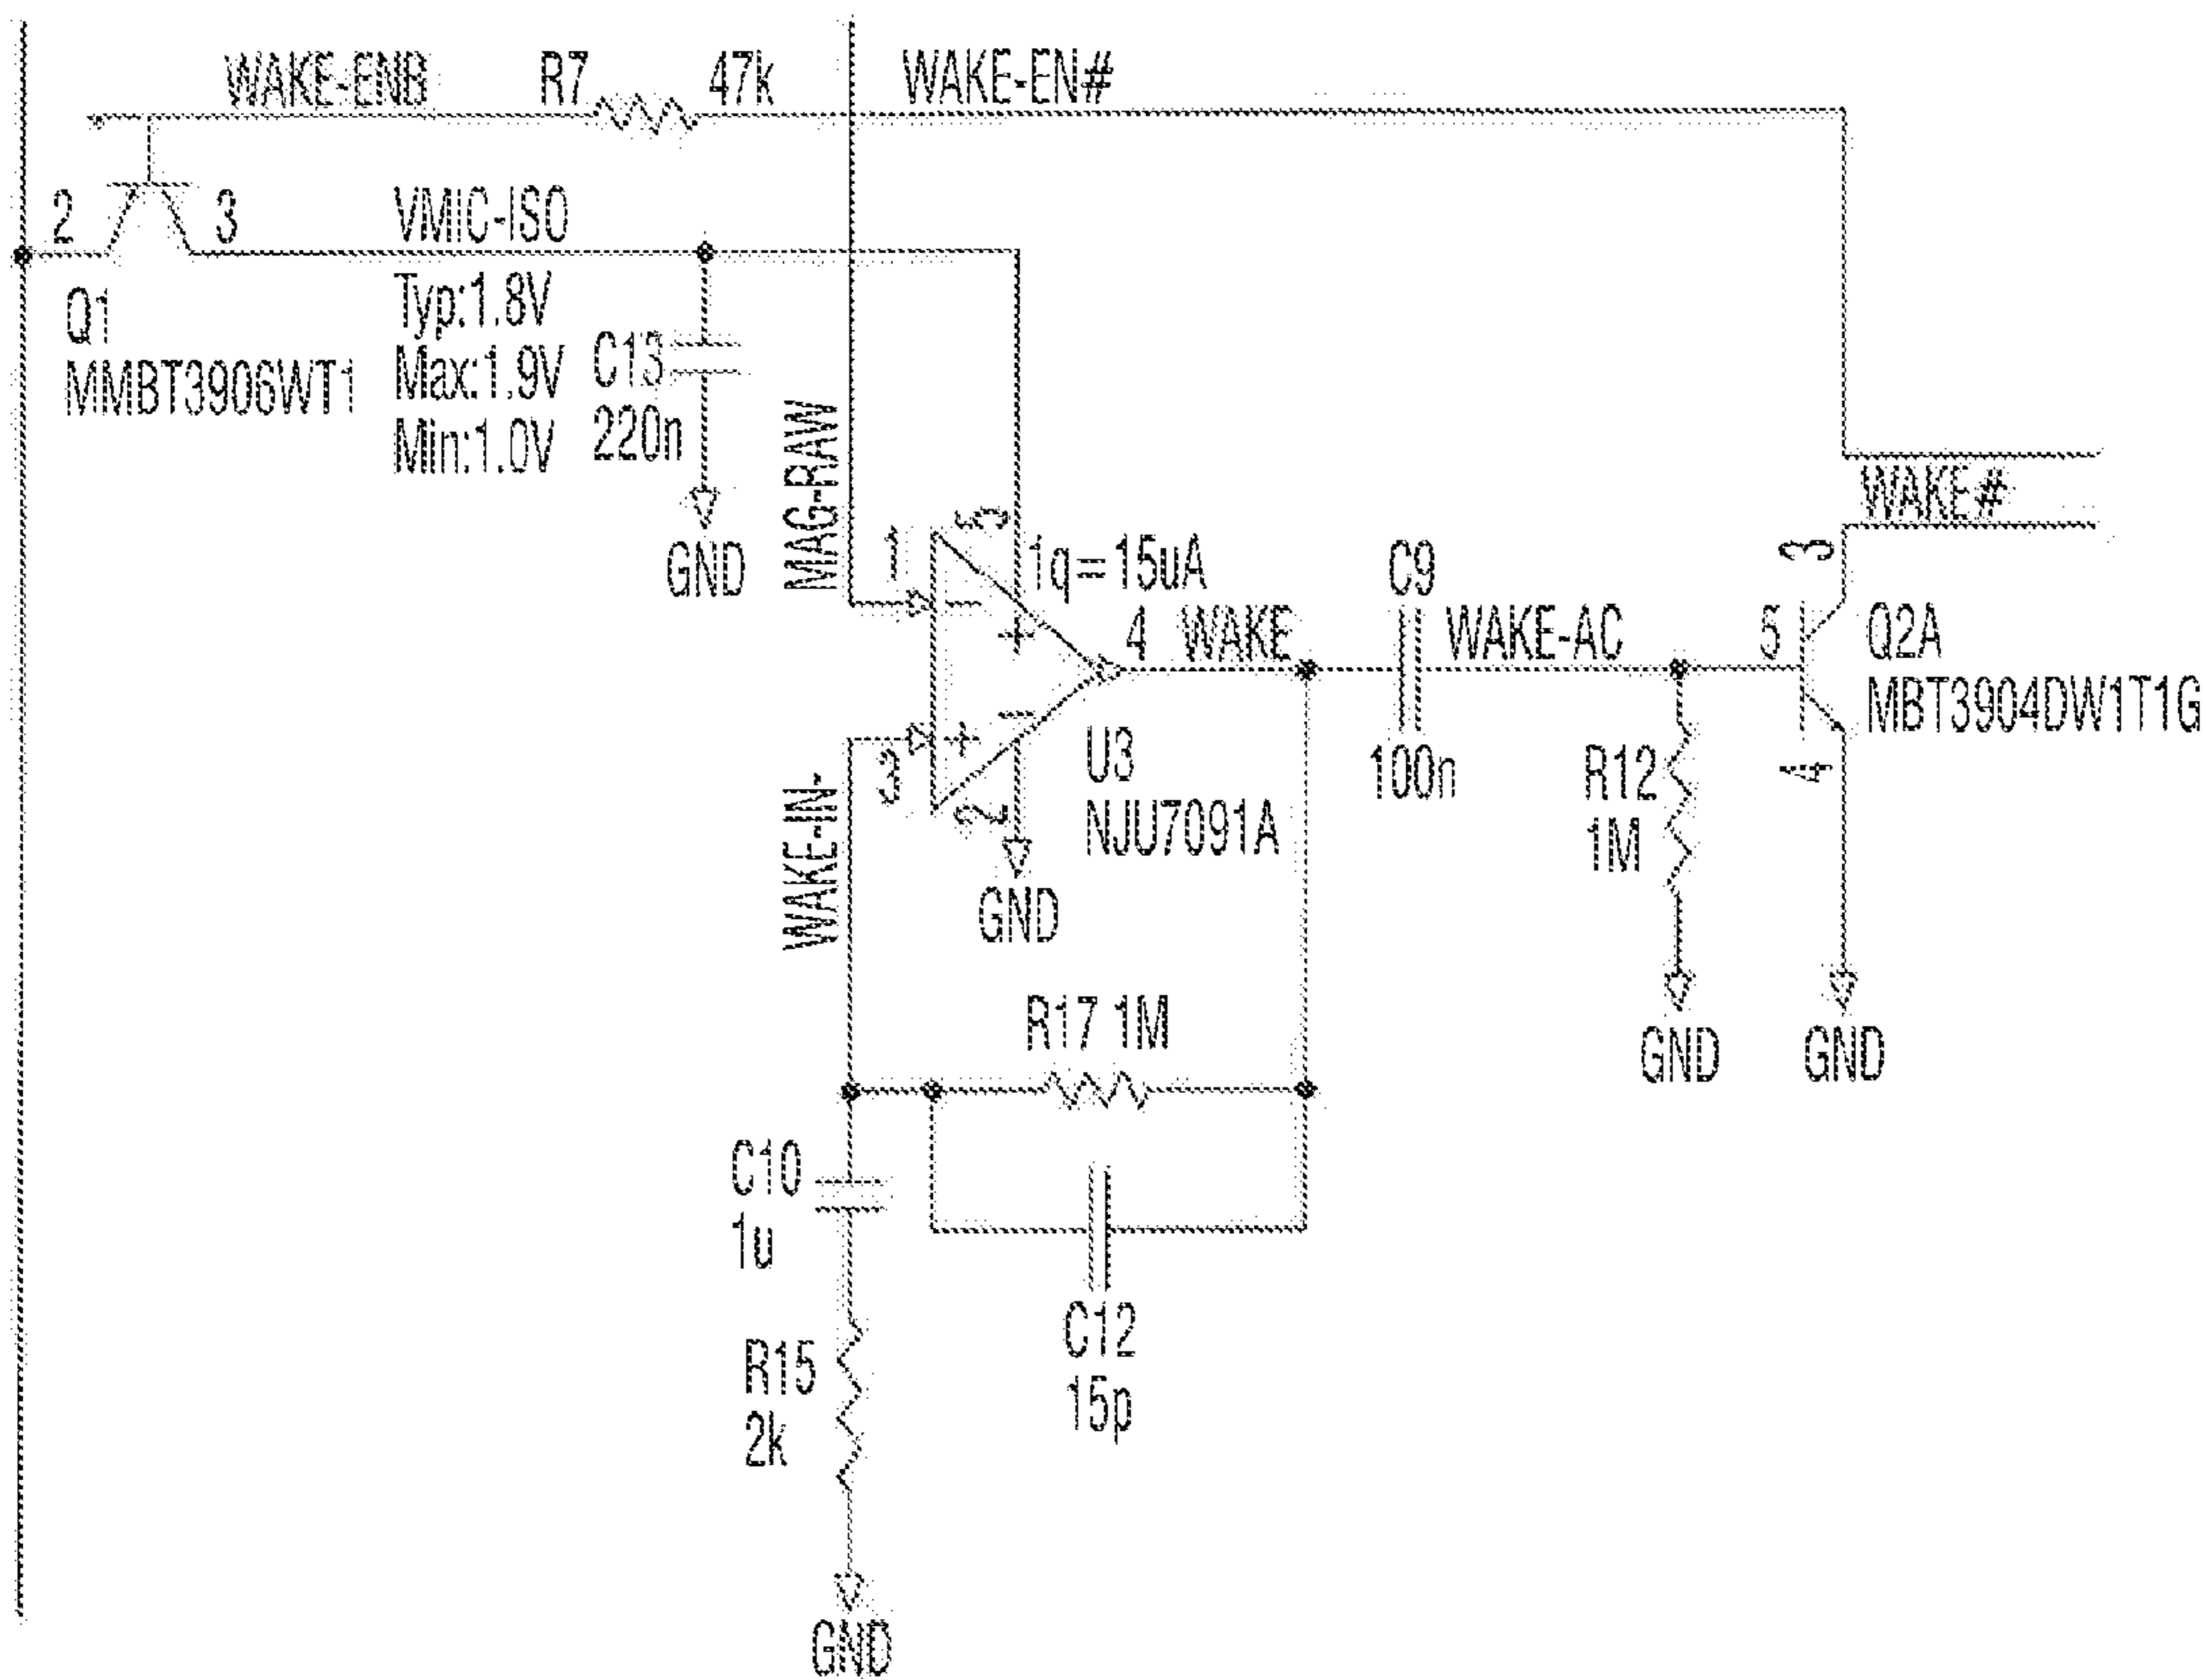 WAKE-ENB
R7
47k
WAKE-EN#
2
3
VMIC-ISO
Typ:1.8V
Max:1.9V
Min:1.0V
Q1
MMBT3906WT1
C13
220n
GND
MAG-RAW
1
5
1q=15uA
4
WAKE
C9
100n
WAKE-AC
WAKE#
3
5
Q2A
MBT3904DW1T1G
4
R12
1M
GND
GND
WAKE-IN-
3
2
GND
U3
NJU7091A
R17 1M
C10
1u
C12
15p
R15
2k
GND